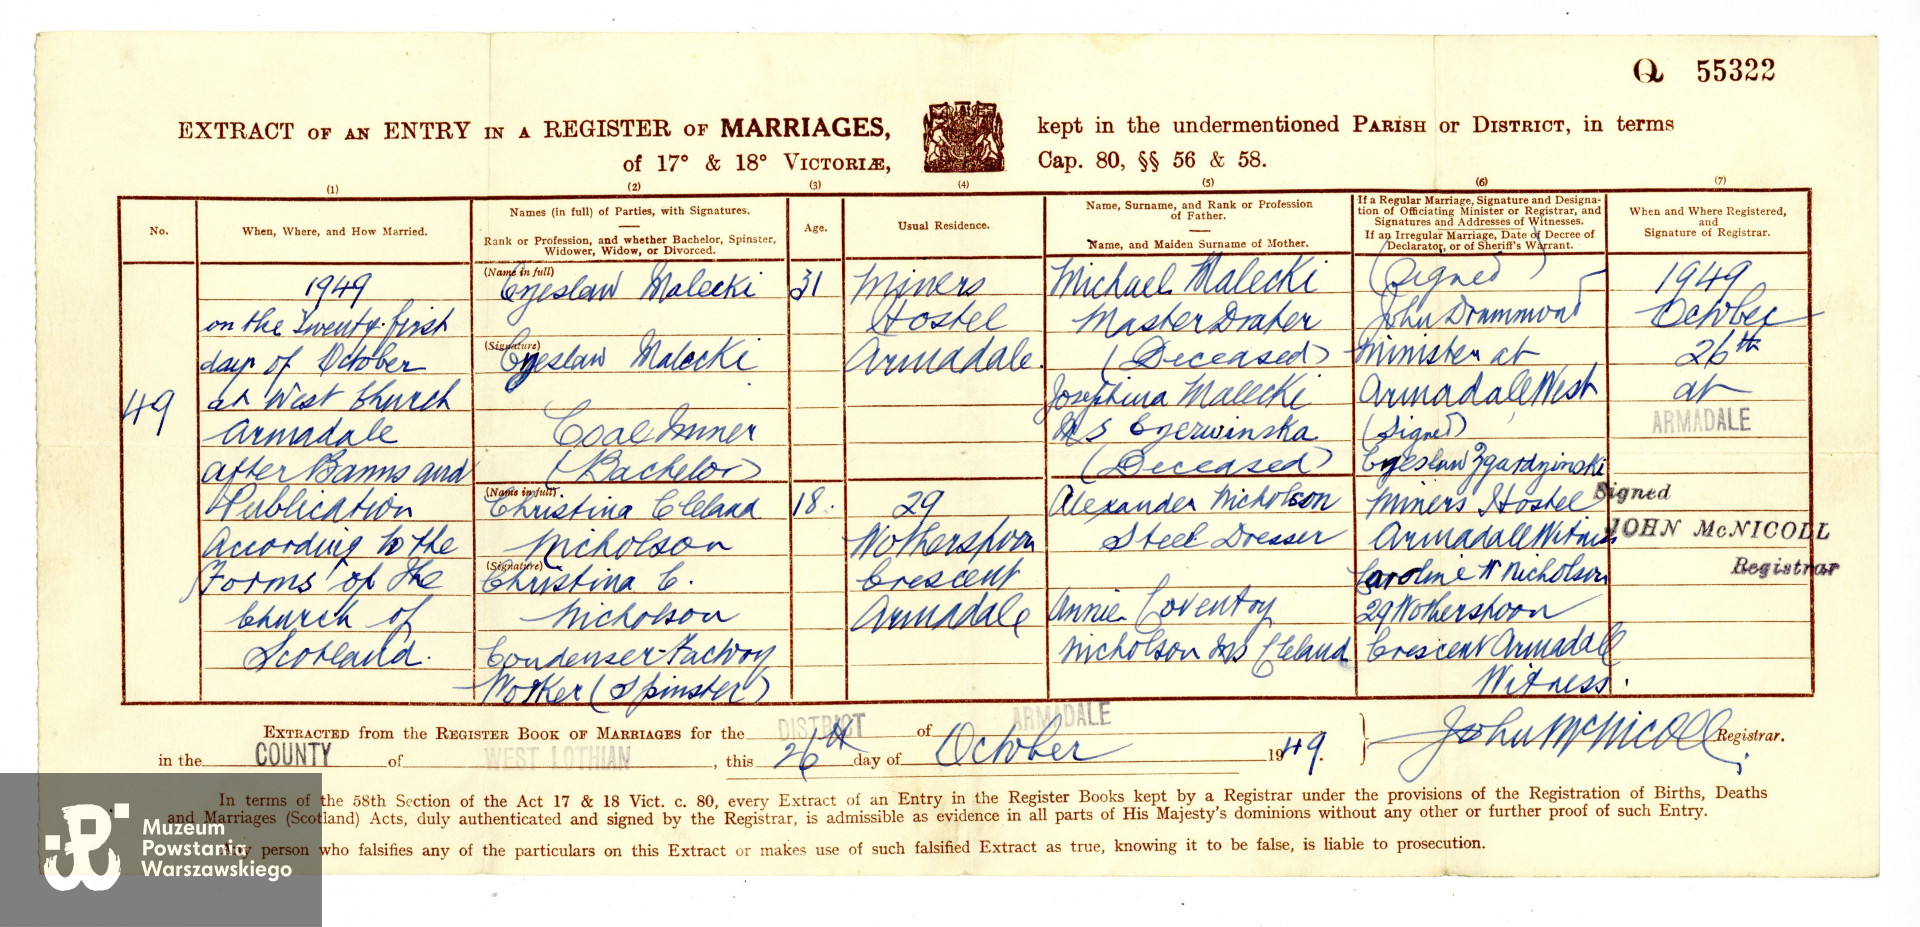 Q 55322
EXTRACT OF AN ENTRY IN A REGISTER OF MARRIAGES, kept in the undermentioned PARISH OR DISTRICT, in terms
of 17° & 18° VICTORIÆ, Cap. 80, §§ 56 & 58.
(1) (2) (3) (4) (5) (6) (7)
No.
When, Where, and How Married.
Names (in full) of Parties, with Signatures.
Rank or Profession, and whether Bachelor, Spinster,
Widower, Widow, or Divorced.
Age.
Usual Residence.
Name, Surname, and Rank or Profession
of Father.
Name, and Maiden Surname of Mother.
If a Regular Marriage, Signature and Designa-
tion of Officiating Minister or Registrar, and
Signatures and Addresses of Witnesses.
If an Irregular Marriage, Date of Decree of
Declarator, or of Sheriff's Warrant.
When and Where Registered,
and
Signature of Registrar.
49
1949
on the Twenty-first
day of October
at West Church
Armadale
After Banns and
Publication
According to the
Forms of the
Church of
Scotland.
(Name in full)
Czeslaw Malecki
(Signature)
Czeslaw Malecki
Coal Miner
(Bachelor)
(Name in full)
Christina Cleland
Nicholson
(Signature)
Christina C.
Nicholson
Condenser-Factory
Worker (Spinster)
31
18.
Miners
Hostel
Armadale.
29
Wotherspoon
Crescent
Armadale
Michael Malecki
Master Draper
(Deceased)
Josephina Malecki
M S Czerwinska
(Deceased)
Alexander Nicholson
Steel Dresser
Annie Coventry
Nicholson MS Cleland
(Signed)
John Drummond
Minister at
Armadale West
(Signed)
Czeslaw Zgardzinski
Miners Hostel
Armadale Witness
Caroline W Nicholson
29 Wotherspoon
Crescent Armadale
Witness.
1949
October
26th
at
ARMADALE
Signed
JOHN McNICOLL
Registrar
EXTRACTED from the REGISTER BOOK OF MARRIAGES for the DISTRICT of ARMADALE
in the COUNTY of WEST LOTHIAN, this 26th day of October 1949. John McNicoll Registrar.
In terms of the 58th Section of the Act 17 & 18 Vict. c. 80, every Extract of an Entry in the Register Books kept by a Registrar under the provisions of the Registration of Births, Deaths
and Marriages (Scotland) Acts, duly authenticated and signed by the Registrar, is admissible as evidence in all parts of His Majesty's dominions without any other or further proof of such Entry.
Any person who falsifies any of the particulars on this Extract or makes use of such falsified Extract as true, knowing it to be false, is liable to prosecution.
Muzeum
Powstania
Warszawskiego